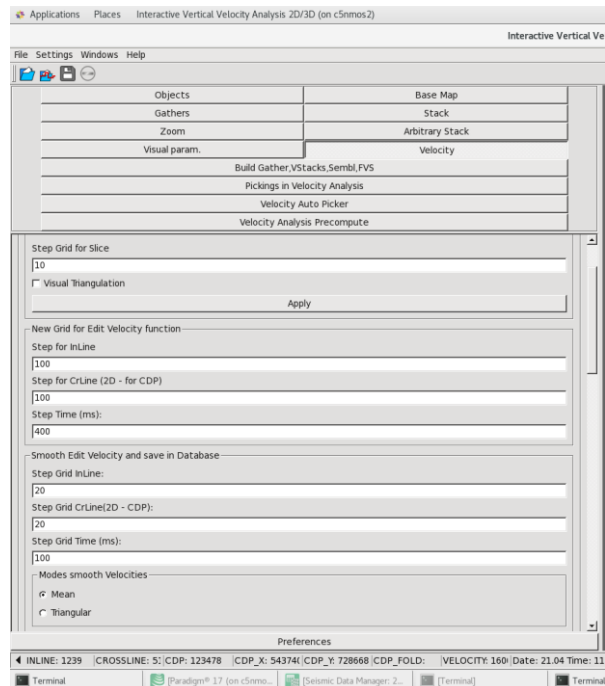 Applications Places Interactive Vertical Velocity Analysis 2D/3D (on c5nmos2)
Interactive Vertical Ve
File Settings Windows Help
Objects Base Map
Gathers Stack
Zoom Arbitrary Stack
Visual param. Velocity
Build Gather,VStacks,Sembl,FVS
Pickings in Velocity Analysis
Velocity Auto Picker
Velocity Analysis Precompute
Step Grid for Slice
10
Visual Triangulation
Apply
New Grid for Edit Velocity function
Step for InLine
100
Step for CrLine (2D - for CDP)
100
Step Time (ms):
400
Smooth Edit Velocity and save in Database
Step Grid InLine:
20
Step Grid CrLine(2D - CDP):
20
Step Grid Time (ms):
100
Modes smooth Velocities
Mean
Triangular
Preferences
INLINE: 1239 CROSSLINE: CDP: 123478 CDP_X: 54374 CDP_Y: 728668 CDP_FOLD: VELOCITY: 160 Date: 21.04 Time: 11
Terminal [Paradigm® 17 (on c5nmo... [Seismic Data Manager: 2... [Terminal] Terminal